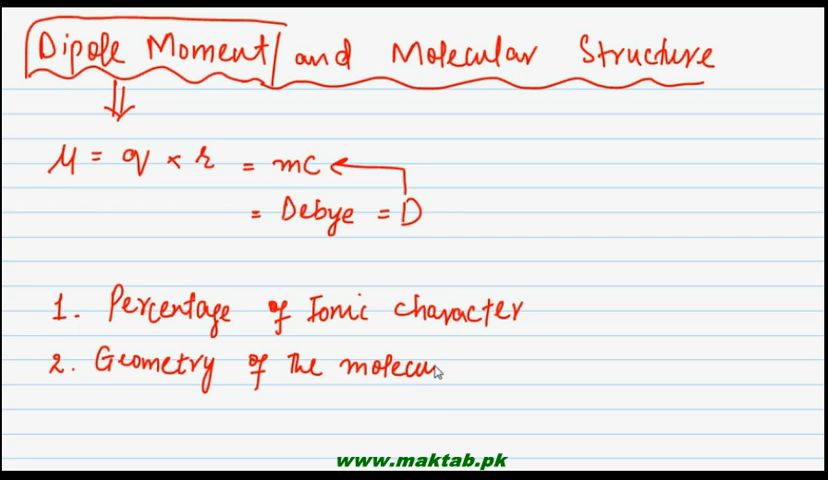 Dipole Moment and Molecular Structure
μ = q × r = mC
= Debye = D
1. Percentage of Ionic character
2. Geometry of the molecu
www.maktab.pk